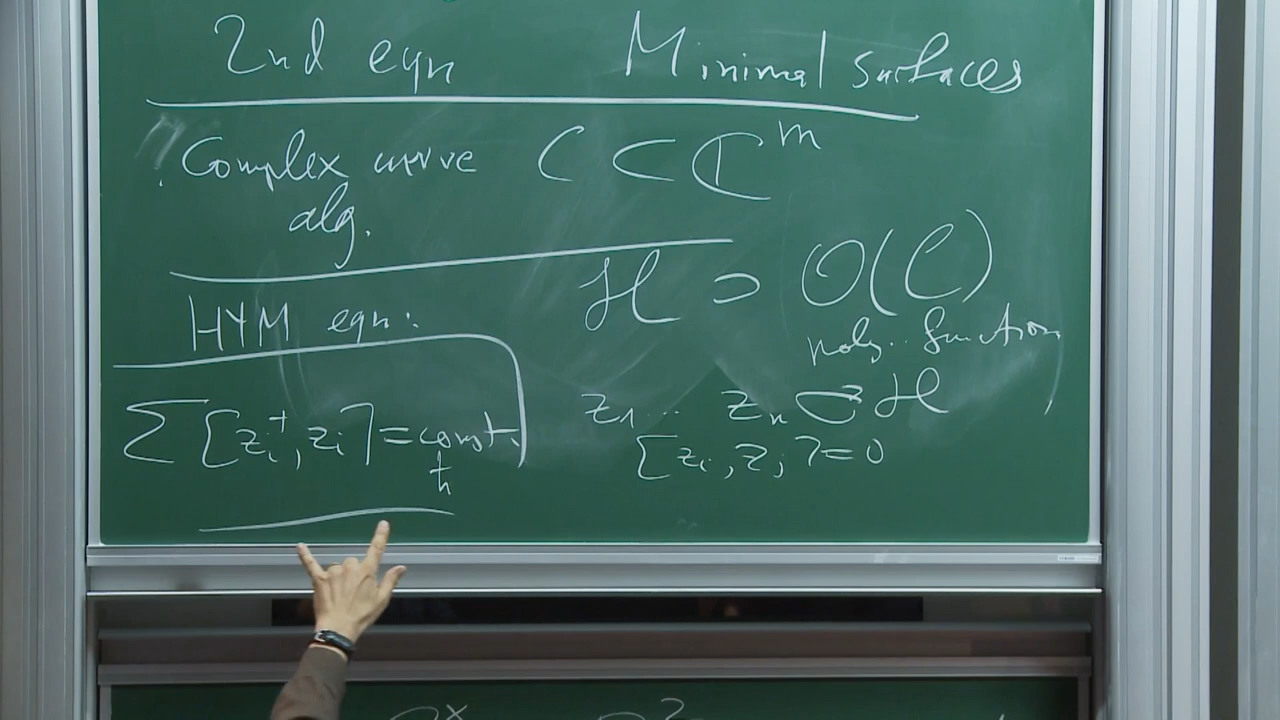 2nd eqn Minimal surfaces
Complex curve C ⊂ ℂ^m
alg.
ℋ ⊃ O(C)
poly. function
HYM eqn:
∑ [z_i^†, z_i] = const.
ħ
z_1 ... z_n ↻ ℋ
[z_i, z_j] = 0